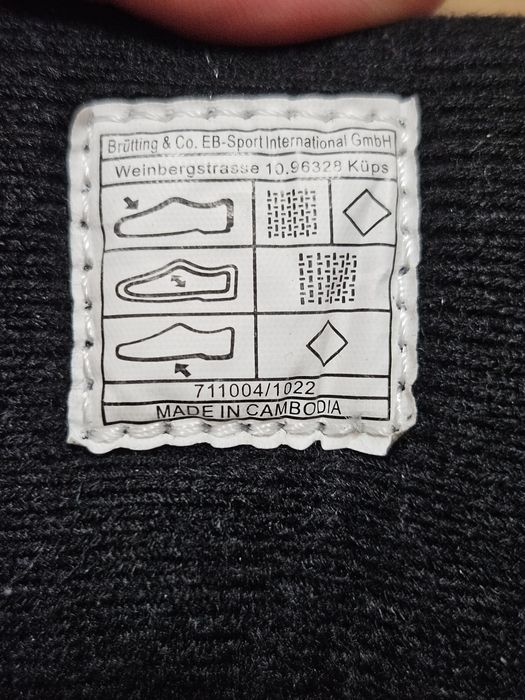 Brütting & Co. EB-Sport International GmbH
Weinbergstrasse 10.96328 Küps
711004/1022
MADE IN CAMBODIA